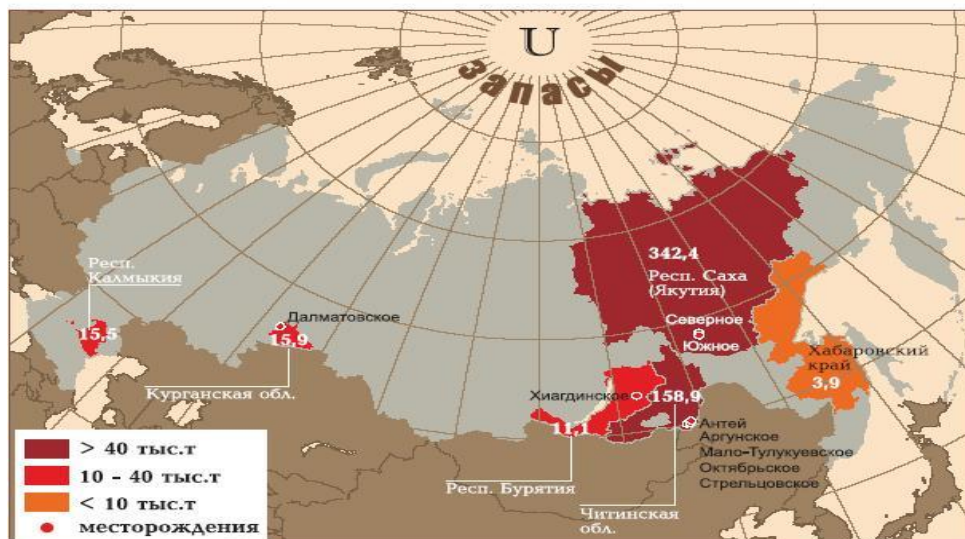 U
запасы
342,4
Респ. Саха
(Якутия)
Респ.
Калмыкия
Северное
Южное
15,5
Далматовское
15,9
Хабаровский
край
3,9
Курганская обл.
Хиагдинское
158,9
11,1
Антей
Аргунское
Мало-Тулукуевское
Октябрьское
Стрельцовское
Респ. Бурятия
Читинская
обл.
> 40 тыс.т
10 - 40 тыс.т
< 10 тыс.т
месторождения